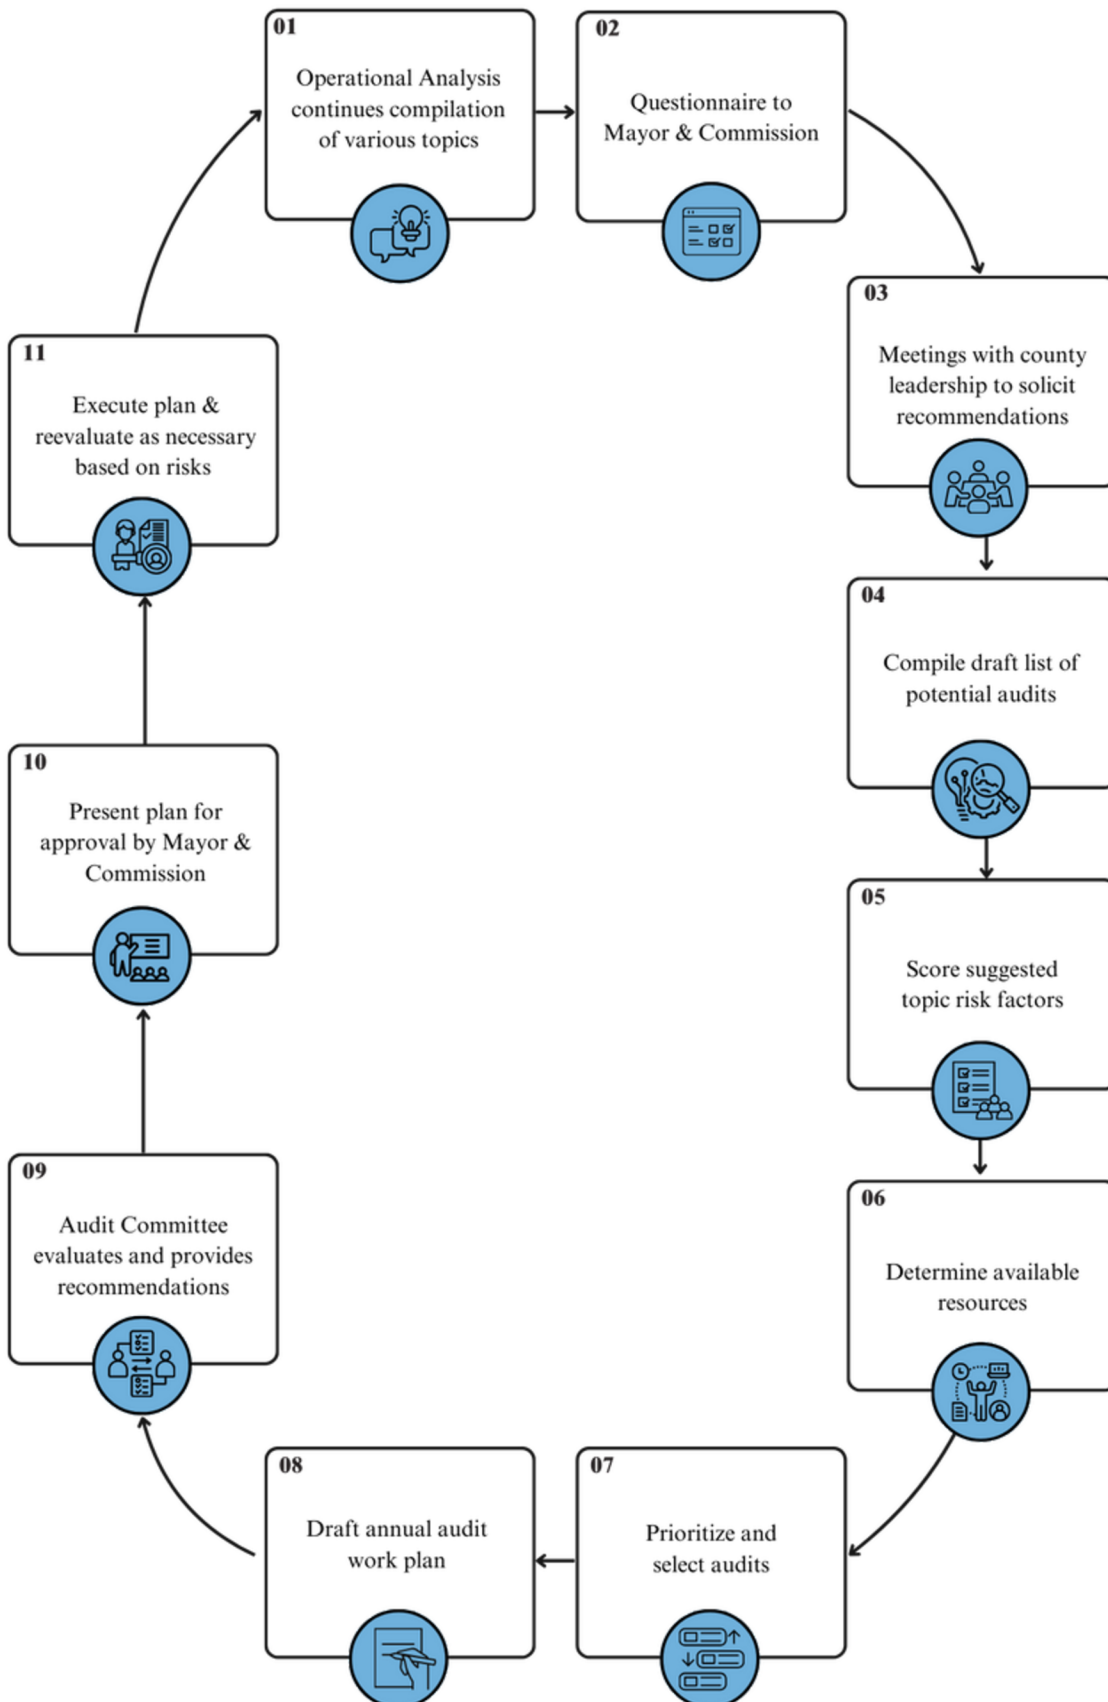 01
Operational Analysis
continues compilation
of various topics
02
Questionnaire to
Mayor & Commission
03
Meetings with county
leadership to solicit
recommendations
04
Compile draft list of
potential audits
05
Score suggested
topic risk factors
06
Determine available
resources
07
Prioritize and
select audits
08
Draft annual audit
work plan
09
Audit Committee
evaluates and provides
recommendations
10
Present plan for
approval by Mayor &
Commission
11
Execute plan &
reevaluate as necessary
based on risks